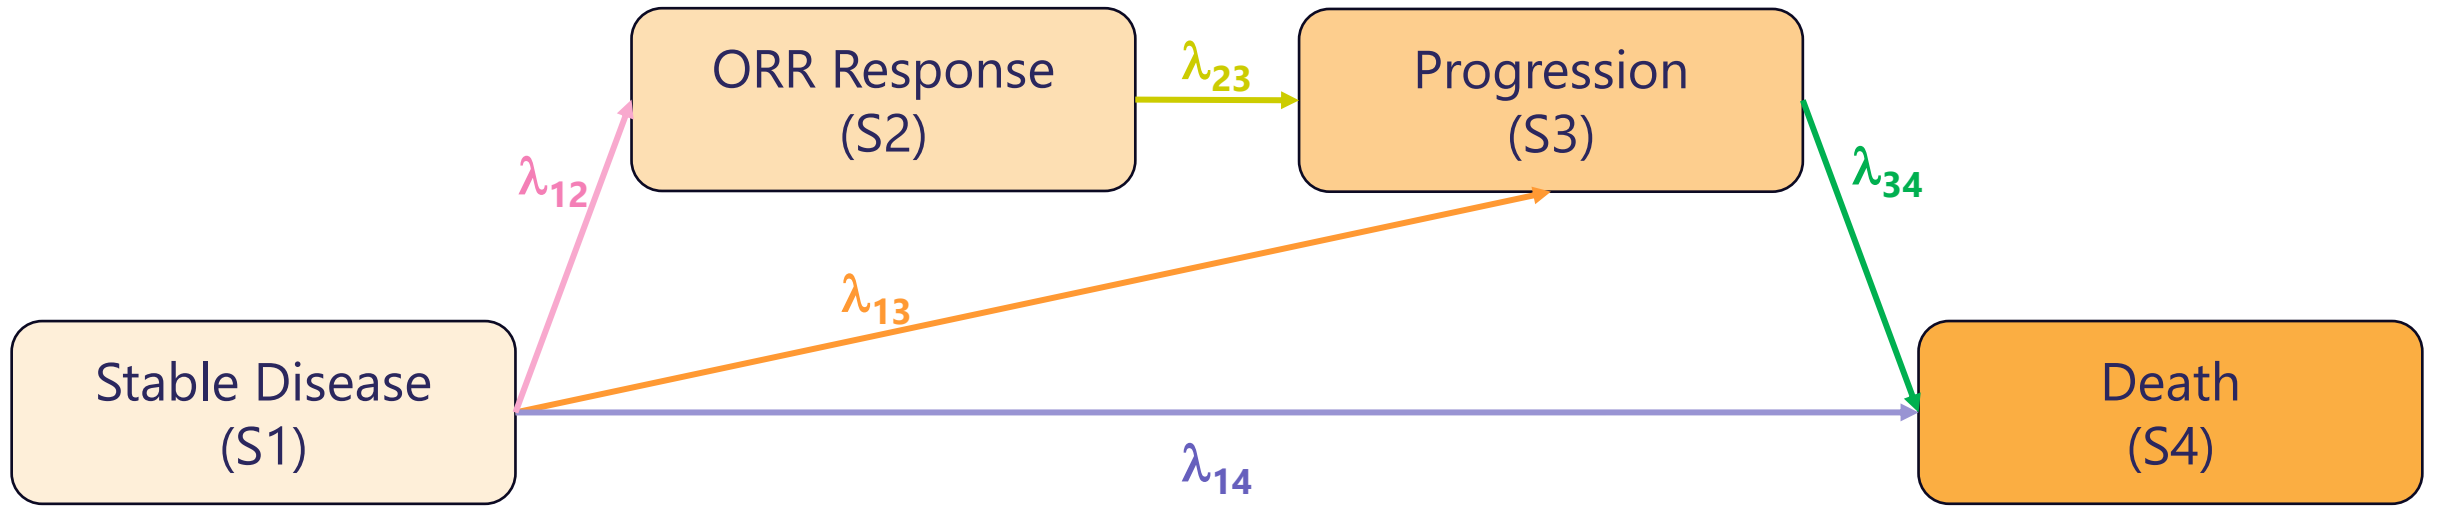 ORR Response
(S2)
λ23
Progression
(S3)
λ12
λ34
λ13
Stable Disease
(S1)
λ14
Death
(S4)